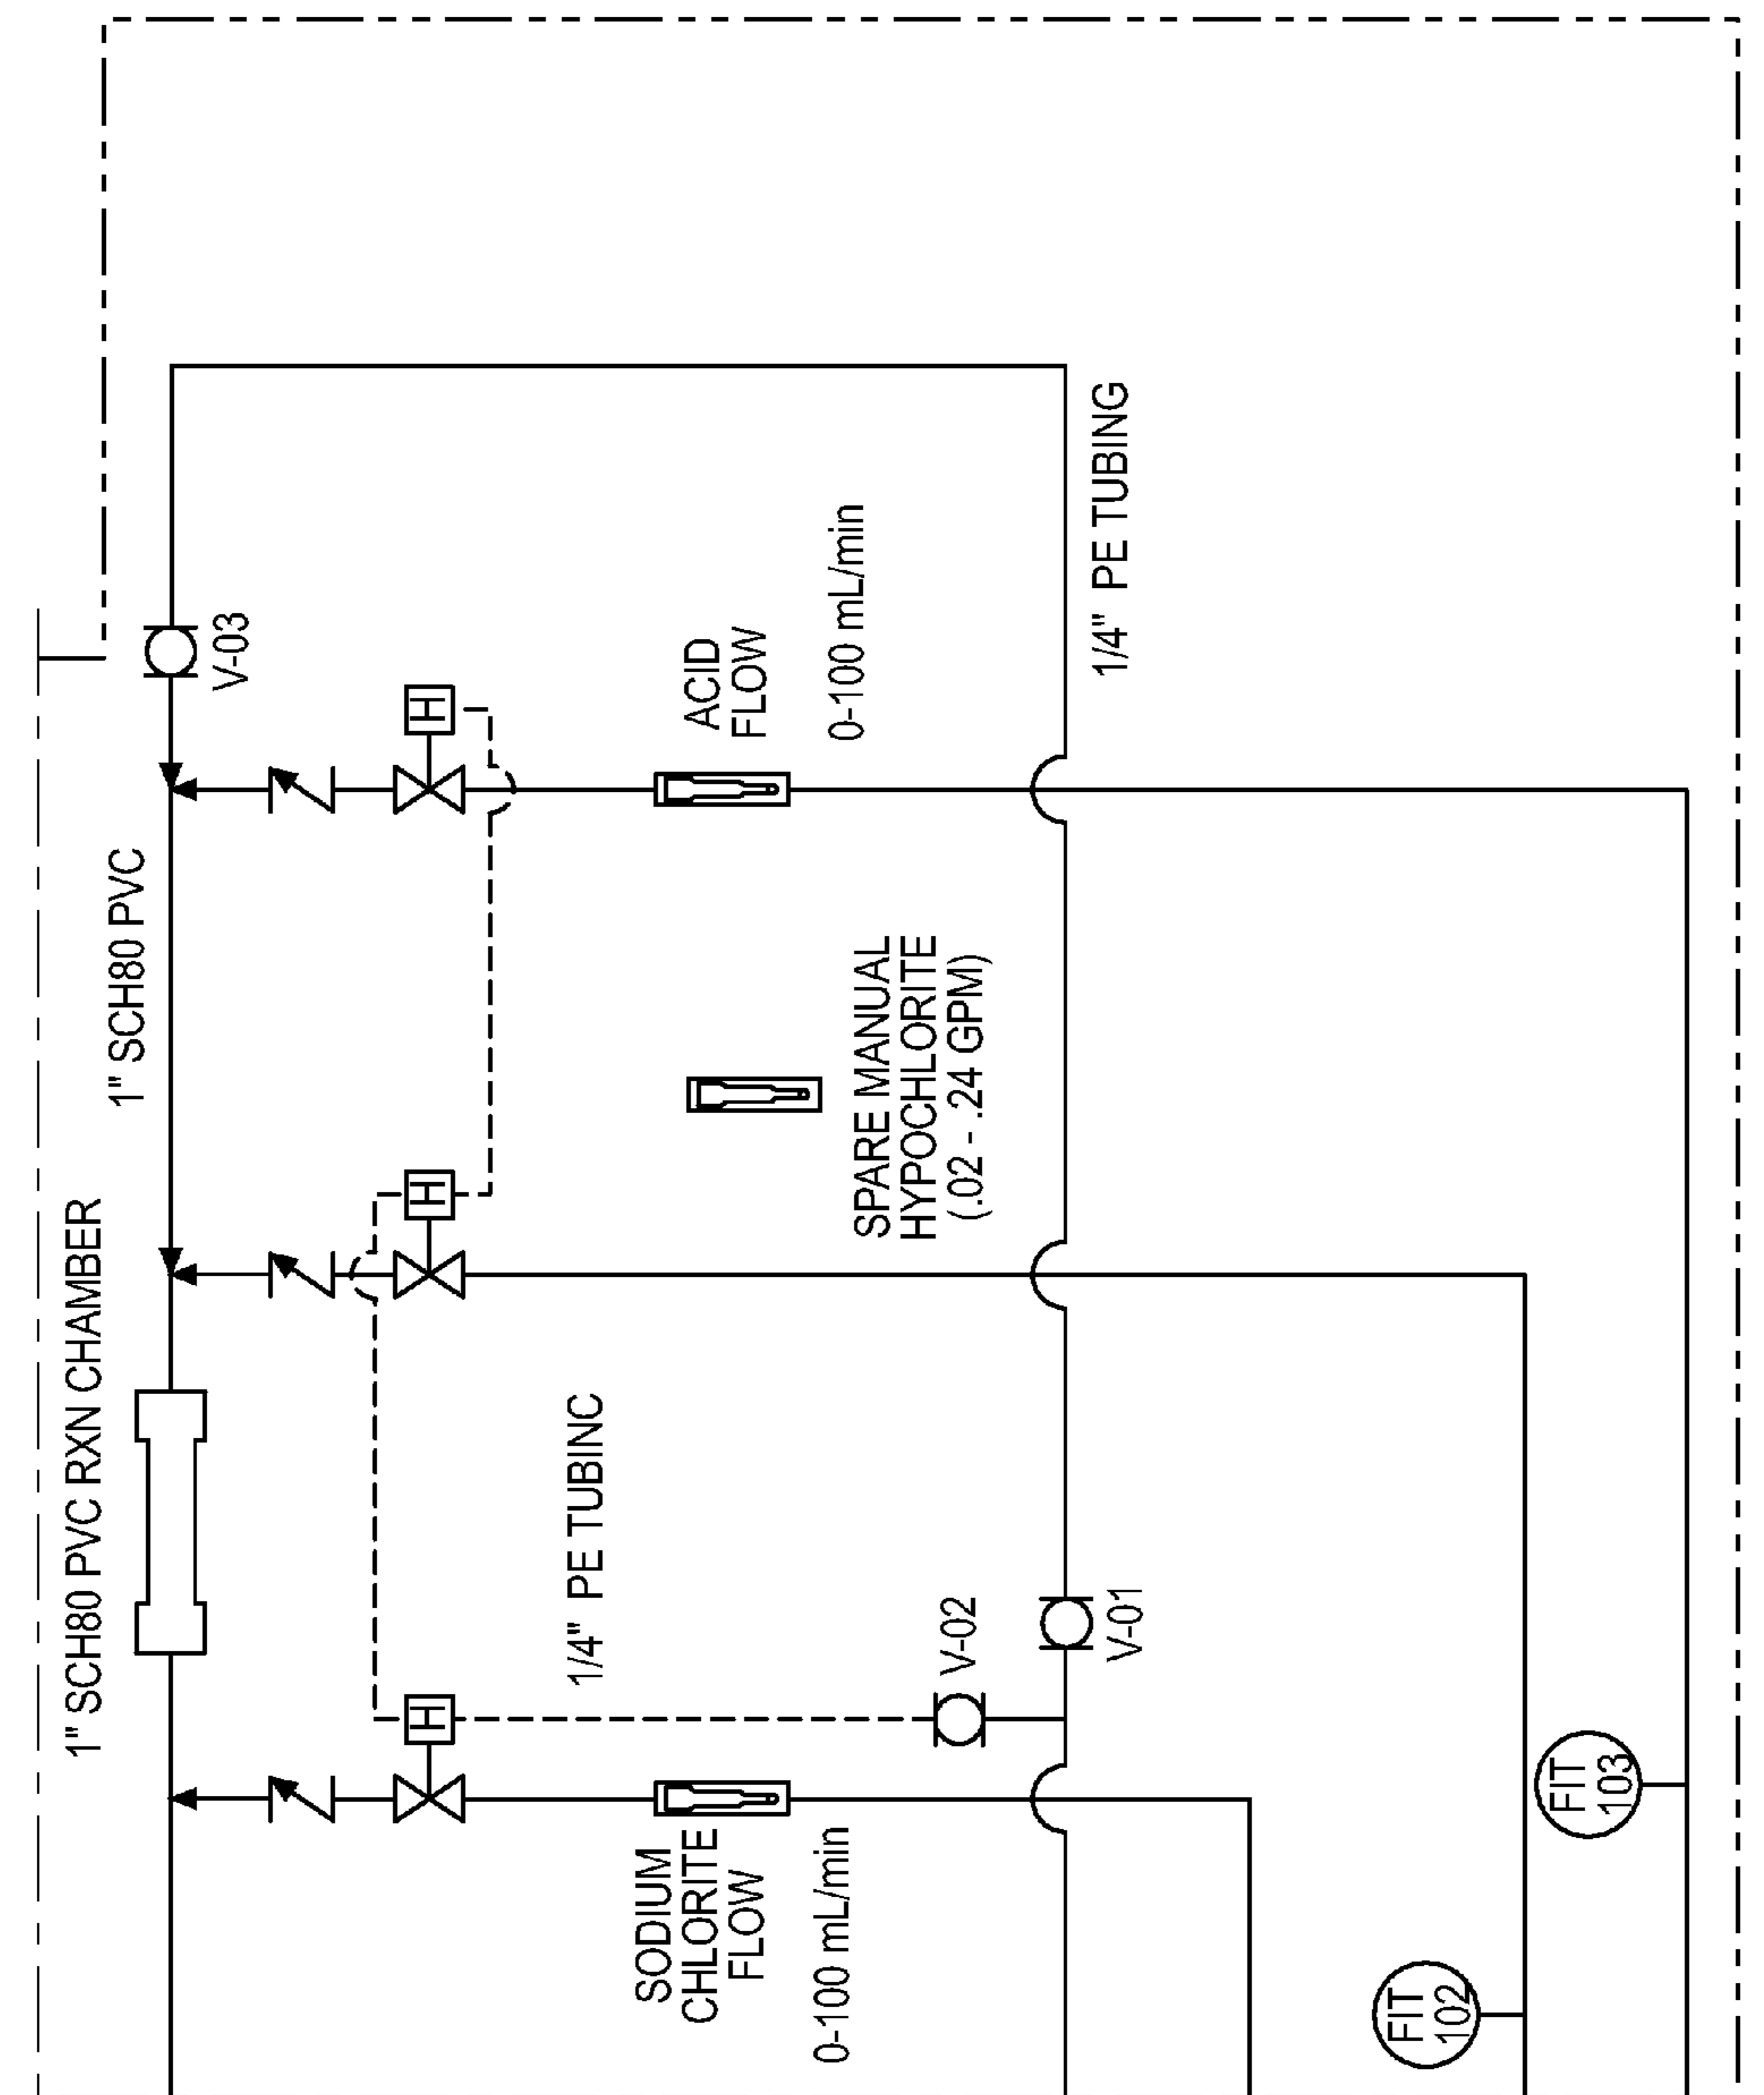 1" SCH80 PVC RXN CHAMBER
1" SCH80 PVC
V-03
H
H
H
1/4" PE TUBINC
SODIUM
CHLORITE
FLOW
0-100 mL/min
ACID
FLOW
0-100 mL/min
SPARE MANUAL
HYPOCHLORITE
(.02 - .24 GPM)
V-02
V-01
1/4" PE TUBING
FIT
102
FIT
103